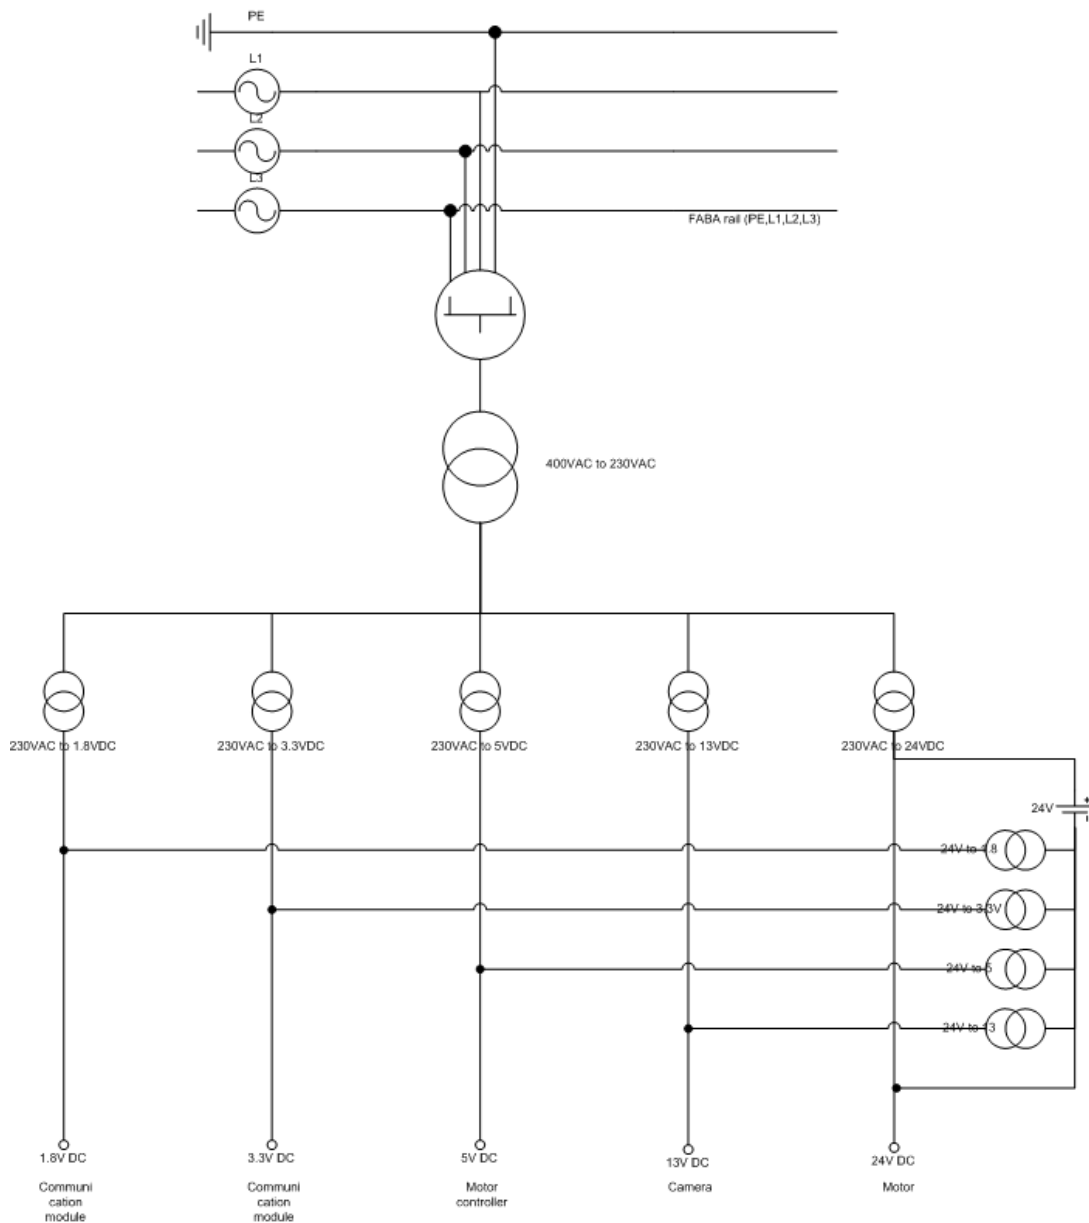 PE
L1
L2
L3
FABA rail (PE,L1,L2,L3)
400VAC to 230VAC
230VAC to 1.8VDC
230VAC to 3.3VDC
230VAC to 5VDC
230VAC to 13VDC
230VAC to 24VDC
24V
+
-
24V to 1.8
24V to 3.3V
24V to 5
24V to 13
1.8V DC
3.3V DC
5V DC
13V DC
24V DC
Communi
cation
module
Communi
cation
module
Motor
controller
Camera
Motor